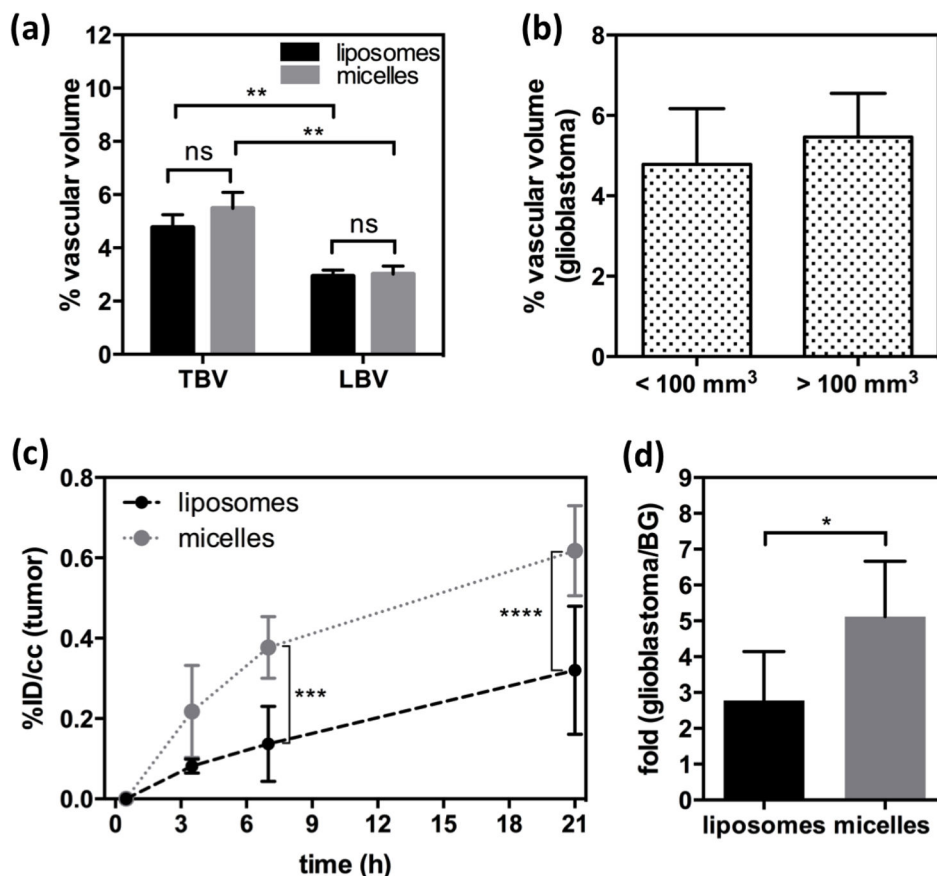 (a)
% vascular volume
12
10
8
6
4
2
0
liposomes
micelles
**
**
ns
ns
TBV
LBV
(b)
% vascular volume
(glioblastoma)
8
6
4
2
0
< 100 mm³
> 100 mm³
(c)
%ID/cc (tumor)
0.8
0.6
0.4
0.2
0.0
liposomes
micelles
***
****
0 3 6 9 12 15 18 21
time (h)
(d)
fold (glioblastoma/BG)
9
8
7
6
5
4
3
2
1
0
*
liposomes micelles